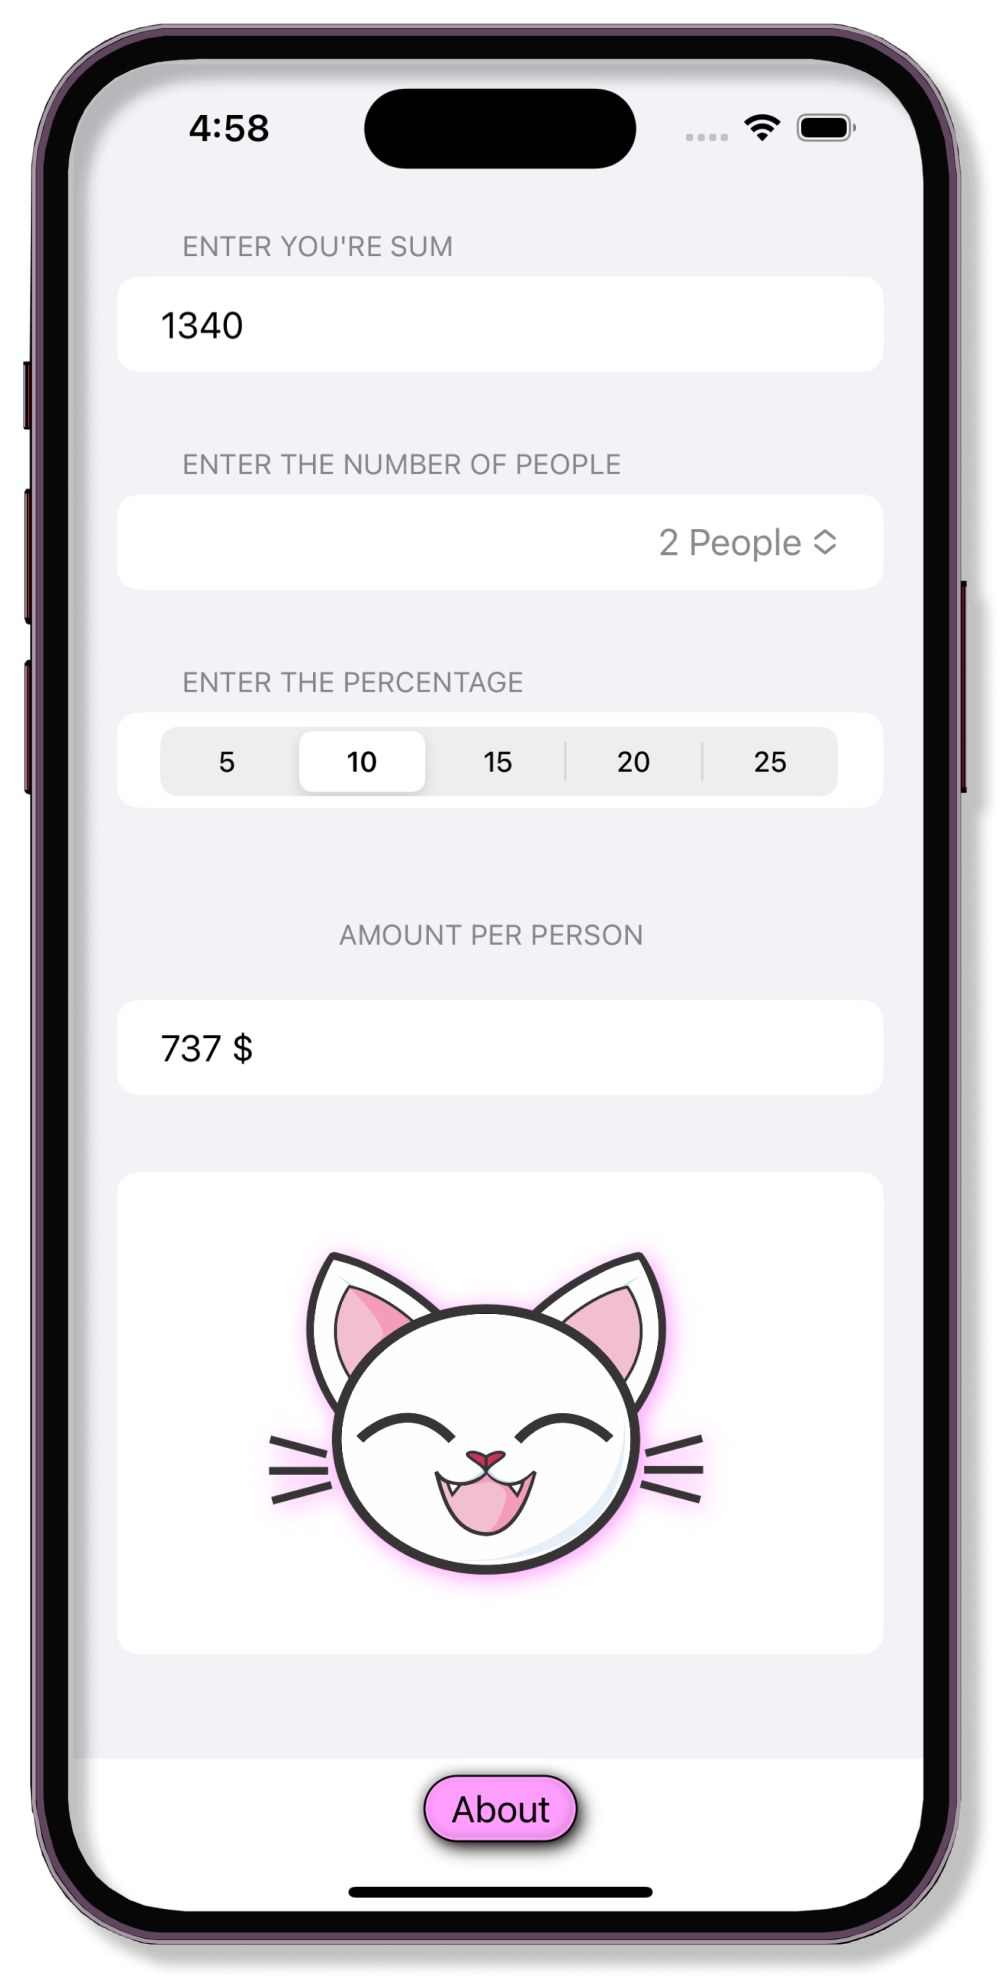 4:58
ENTER YOU'RE SUM
1340
ENTER THE NUMBER OF PEOPLE
2 People
ENTER THE PERCENTAGE
5 10 15 20 25
AMOUNT PER PERSON
737 $
About